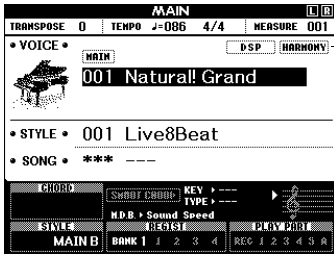 MAIN L R
TRANSPOSE 0 TEMPO ♩=086 4/4 MEASURE 001
• VOICE • DSP HARMONY
MAIN
001 Natural! Grand
• STYLE • 001 Live8Beat
• SONG • *** ---
CHORD
SMART CHORD KEY ▸ ---
TYPE ▸ ---
M.D.B. ▸ Sound Speed
STYLE REGIST PLAY PART
MAIN B BANK 1 1 2 3 4 REG 1 2 3 4 5 A